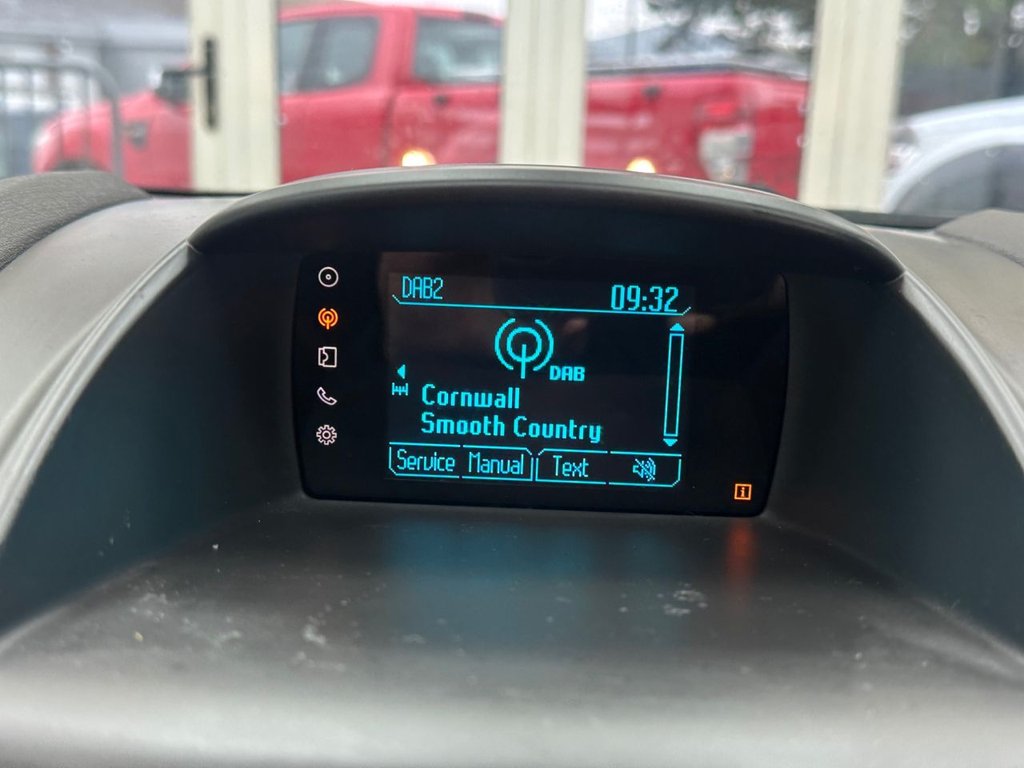 DAB2 09:32
DAB
Cornwall
Smooth Country
Service Manual Text
i